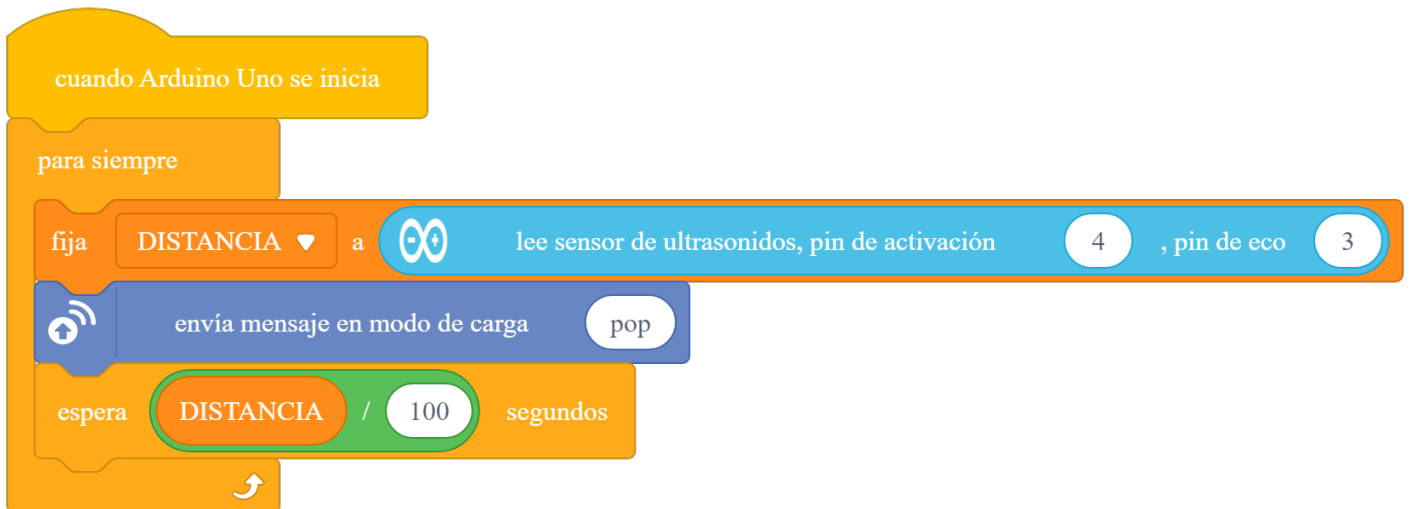 cuando Arduino Uno se inicia
para siempre
fija DISTANCIA a lee sensor de ultrasonidos, pin de activación 4 , pin de eco 3
envía mensaje en modo de carga pop
espera DISTANCIA / 100 segundos